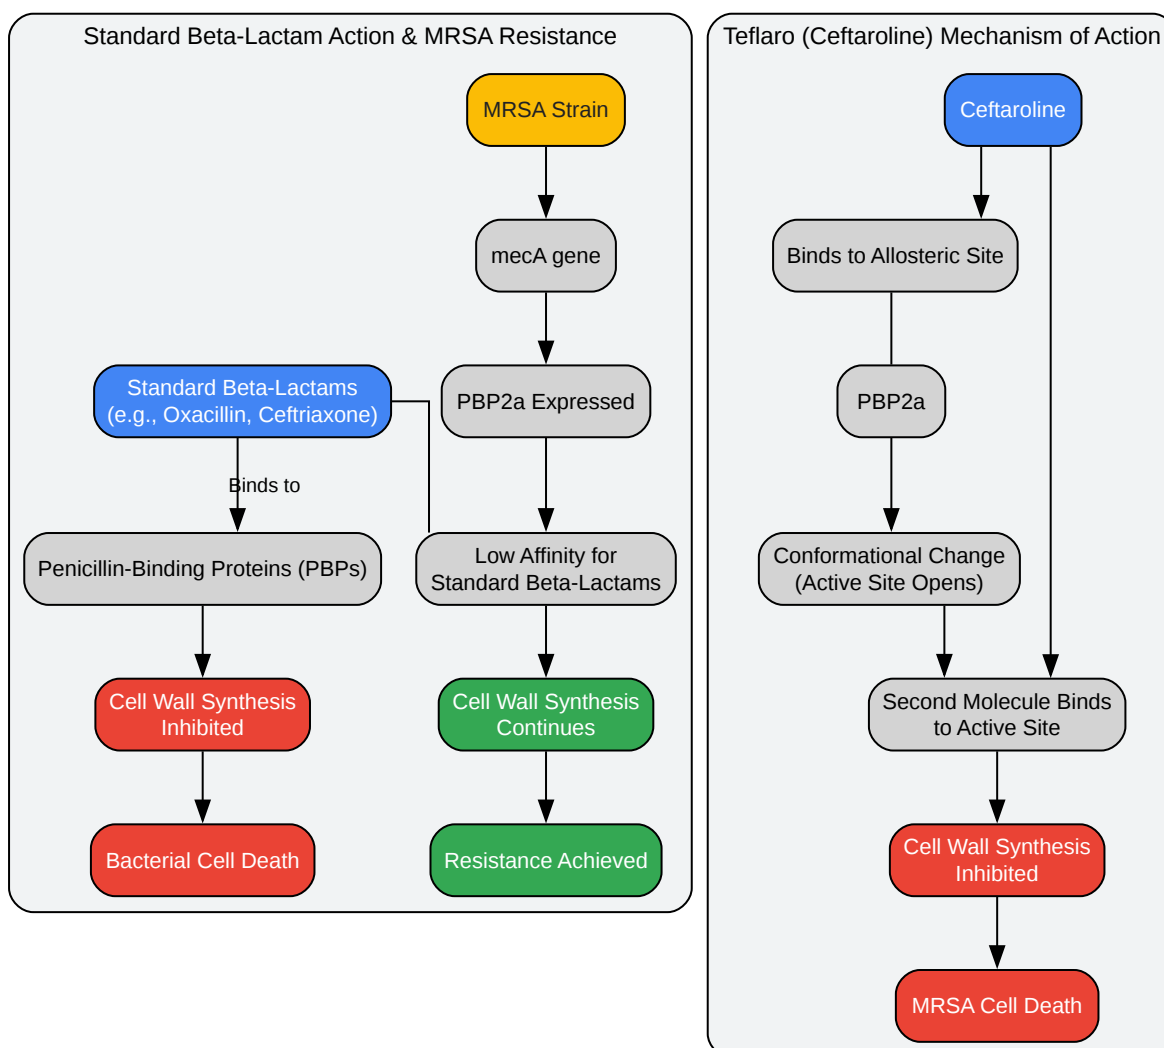 Standard Beta-Lactam Action & MRSA Resistance
MRSA Strain
mecA gene
Standard Beta-Lactams
(e.g., Oxacillin, Ceftriaxone)
PBP2a Expressed
Binds to
Penicillin-Binding Proteins (PBPs)
Low Affinity for
Standard Beta-Lactams
Cell Wall Synthesis
Inhibited
Cell Wall Synthesis
Continues
Bacterial Cell Death
Resistance Achieved
Teflaro (Ceftaroline) Mechanism of Action
Ceftaroline
Binds to Allosteric Site
PBP2a
Conformational Change
(Active Site Opens)
Second Molecule Binds
to Active Site
Cell Wall Synthesis
Inhibited
MRSA Cell Death